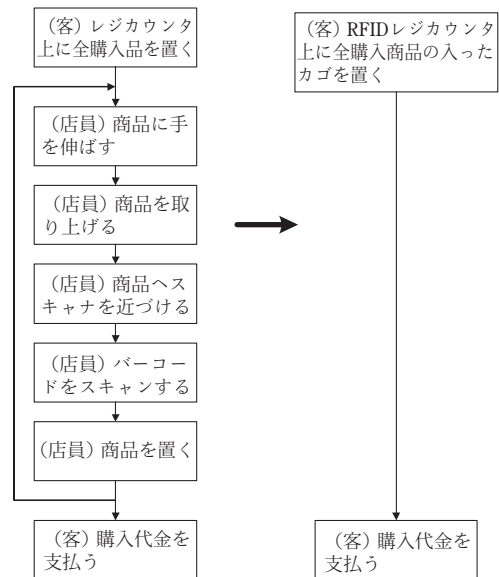 （客）レジカウンタ
上に全購入品を置く
（店員）商品に手
を伸ばす
（店員）商品を取
り上げる
（店員）商品へス
キャナを近づける
（店員）バーコー
ドをスキャンする
（店員）商品を置く
（客）購入代金を
支払う
（客）RFIDレジカウンタ
上に全購入商品の入った
カゴを置く
（客）購入代金を
支払う